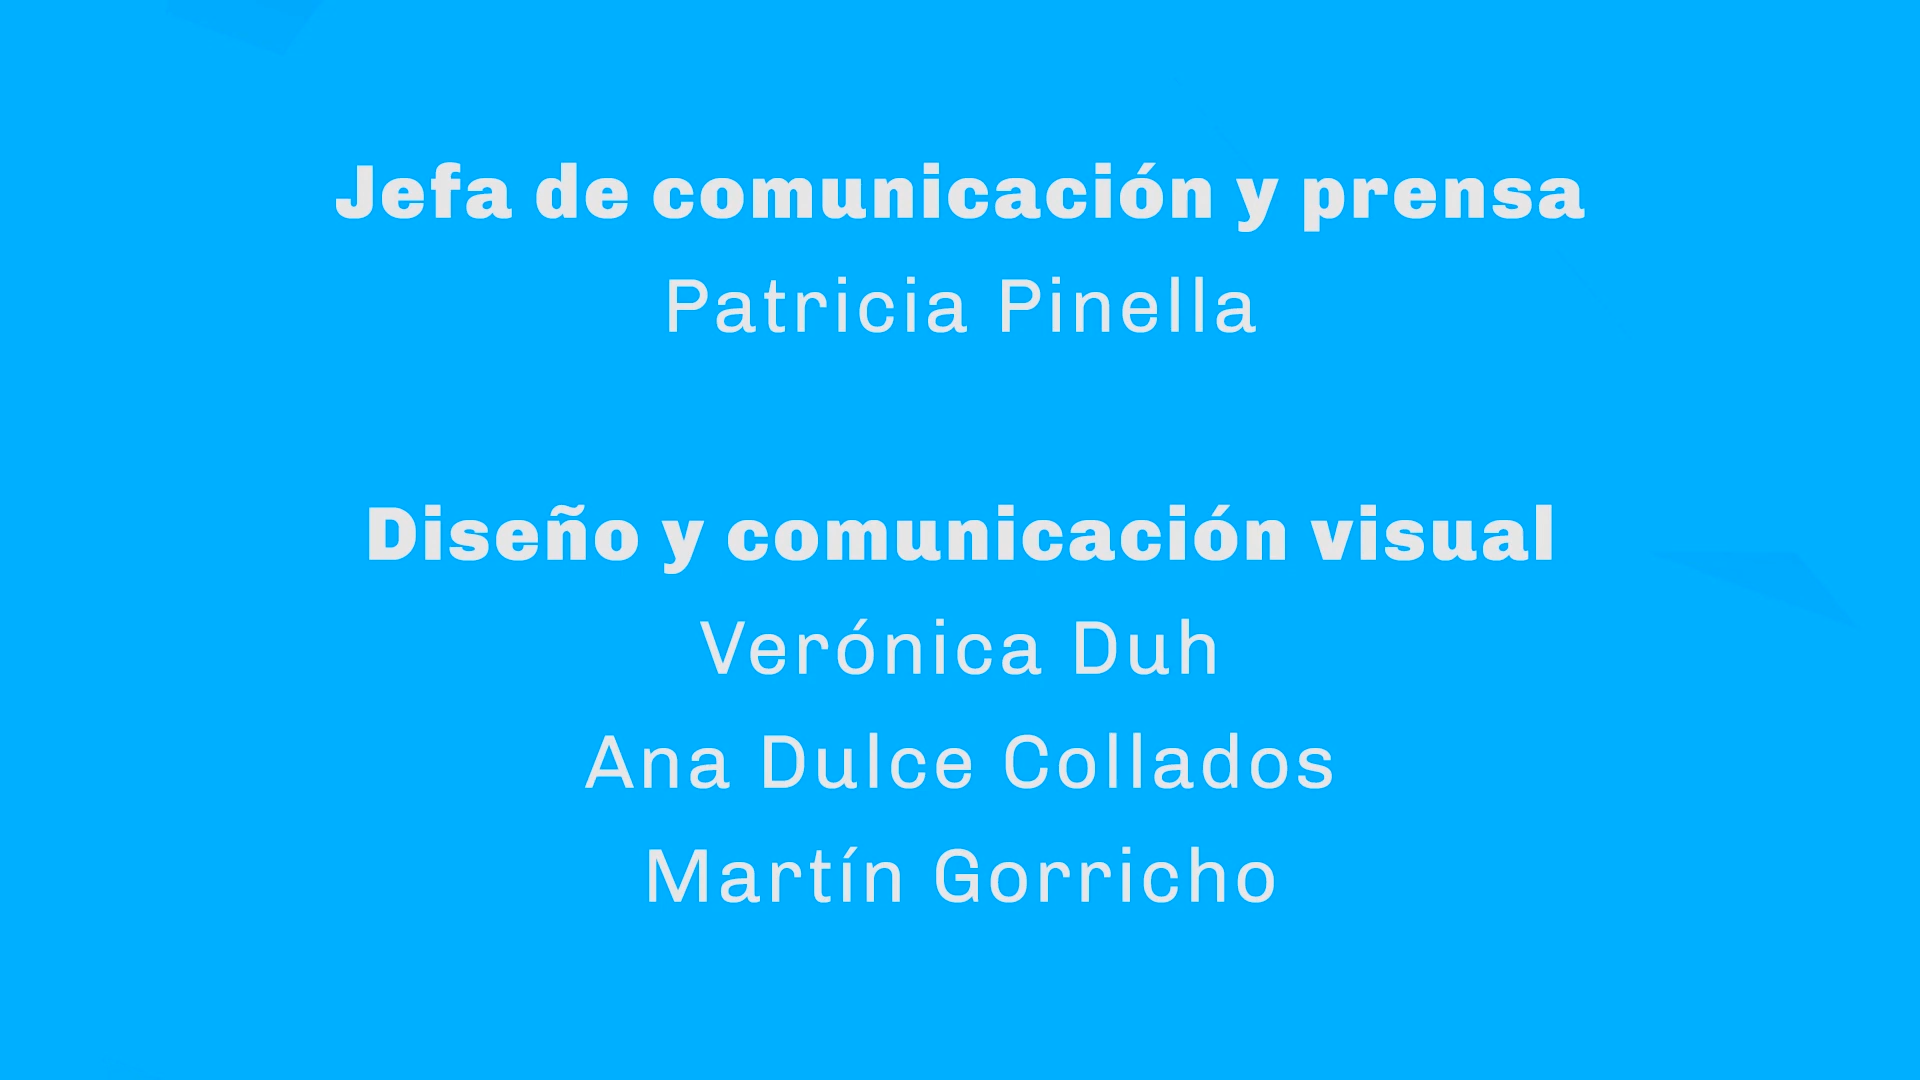 Jefa de comunicación y prensa
Patricia Pinella
Diseño y comunicación visual
Verónica Duh
Ana Dulce Collados
Martín Gorricho